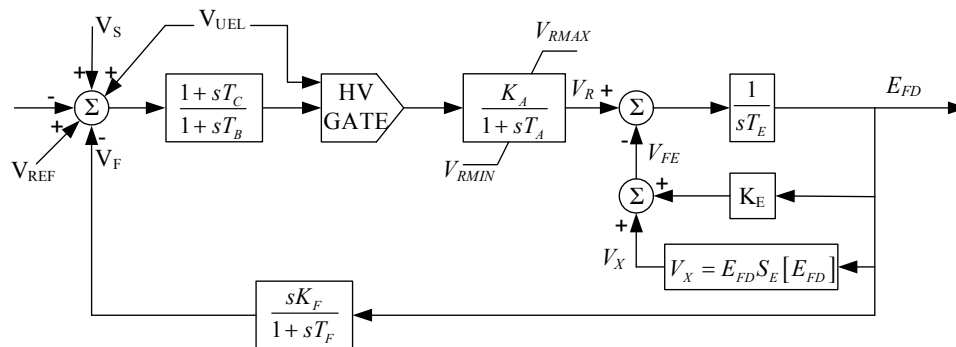 V_S
V_UEL
V_RMAX
+ +
-
Σ
+
-
V_REF
V_F
1 + sT_C
1 + sT_B
HV
GATE
K_A
1 + sT_A
V_RMIN
V_R
+
Σ
-
V_FE
1
sT_E
E_FD
Σ
+
+
K_E
V_X
V_X = E_FD S_E [E_FD]
sK_F
1 + sT_F